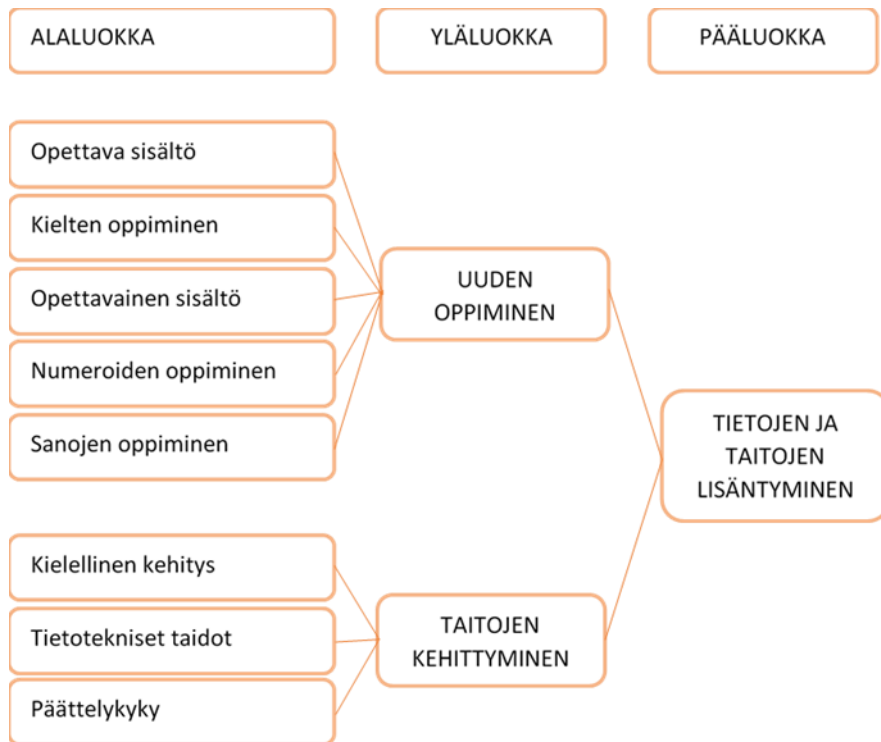 ALALUOKKA
YLÄLUOKKA
PÄÄLUOKKA
Opettava sisältö
Kielten oppiminen
Opettavainen sisältö
Numeroiden oppiminen
Sanojen oppiminen
UUDEN
OPPIMINEN
Kielellinen kehitys
Tietotekniset taidot
Päättelykyky
TAITOJEN
KEHITTYMINEN
TIETOJEN JA
TAITOJEN
LISÄNTYMINEN